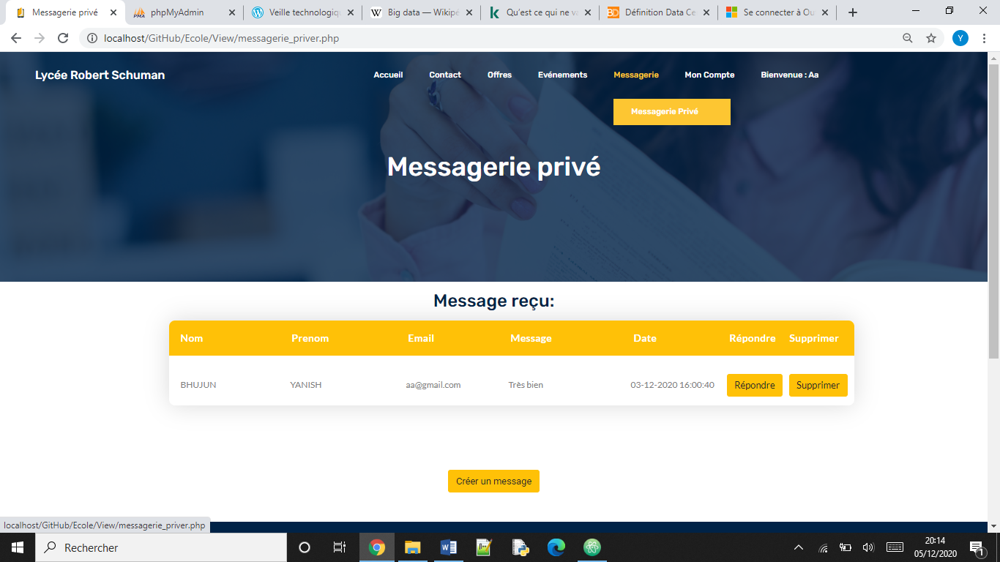 Messagerie privé
phpMyAdmin
Veille technologiqu
Big data — Wikipé
Qu'est ce qui ne va
Définition Data Ce
Se connecter à Ou
localhost/GitHub/Ecole/View/messagerie_priver.php
Y
Lycée Robert Schuman
Accueil Contact Offres Evénements Messagerie Mon Compte Bienvenue : Aa
Messagerie Privé
Messagerie privé
Message reçu:
Nom Prenom Email Message Date Répondre Supprimer
BHUJUN YANISH aa@gmail.com Très bien 03-12-2020 16:00:40 Répondre Supprimer
Créer un message
localhost/GitHub/Ecole/View/messagerie_priver.php
Rechercher
20:14
05/12/2020
1